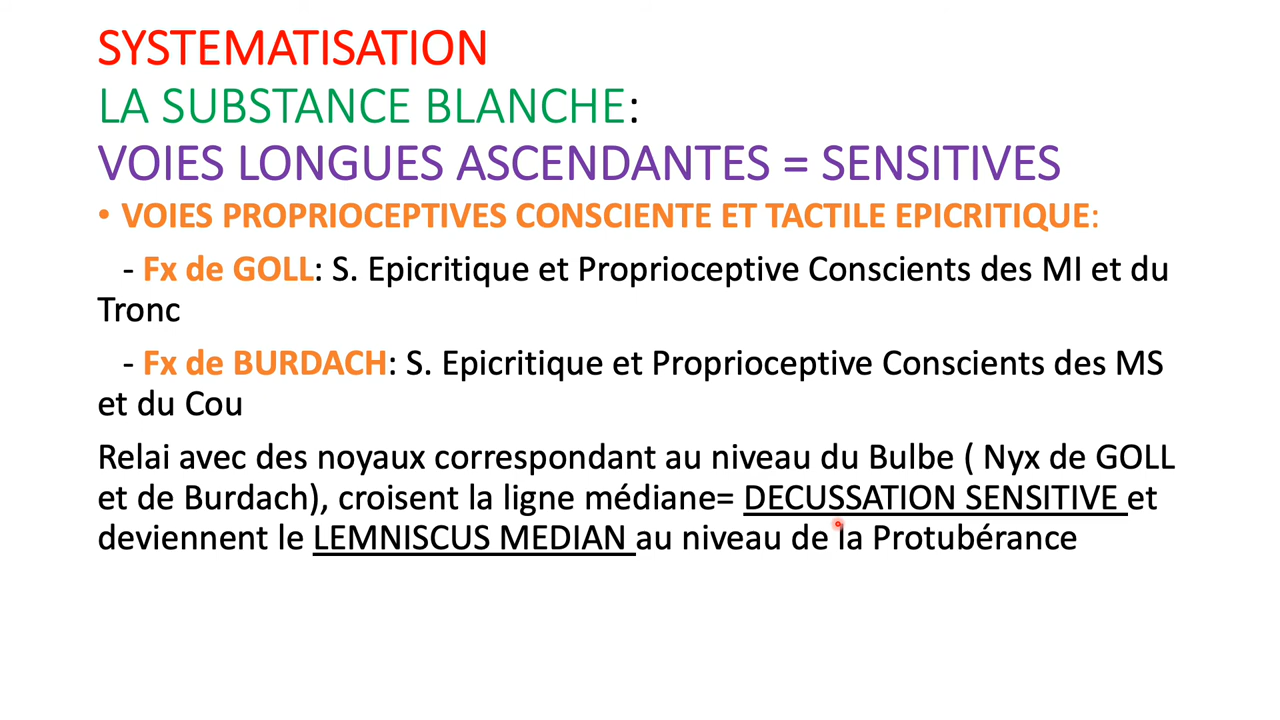 SYSTEMATISATION
LA SUBSTANCE BLANCHE:
VOIES LONGUES ASCENDANTES = SENSITIVES
• VOIES PROPRIOCEPTIVES CONSCIENTE ET TACTILE EPICRITIQUE:
- Fx de GOLL: S. Epicritique et Proprioceptive Conscients des MI et du
Tronc
- Fx de BURDACH: S. Epicritique et Proprioceptive Conscients des MS
et du Cou
Relai avec des noyaux correspondant au niveau du Bulbe ( Nyx de GOLL
et de Burdach), croisent la ligne médiane= DECUSSATION SENSITIVE et
deviennent le LEMNISCUS MEDIAN au niveau de la Protubérance